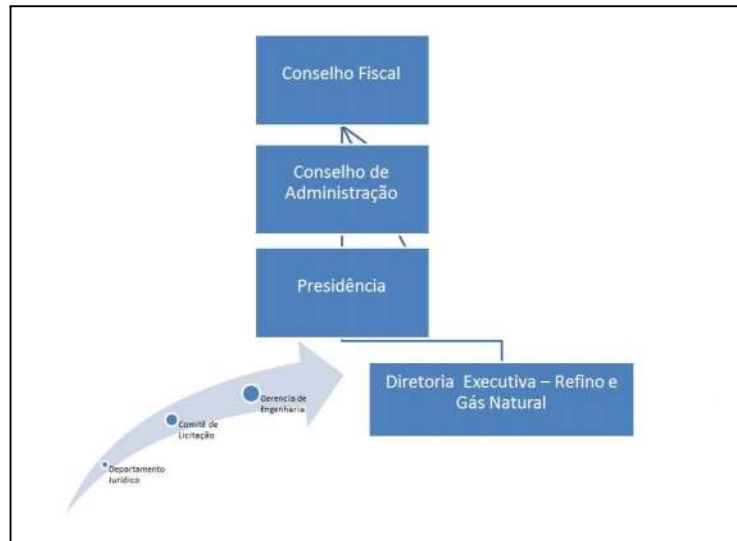 Conselho Fiscal
Conselho de
Administração
Presidência
Diretoria Executiva – Refino e
Gás Natural
Gerencia de
Engenharia
Comitê de
Licitação
Departamento
Jurídico